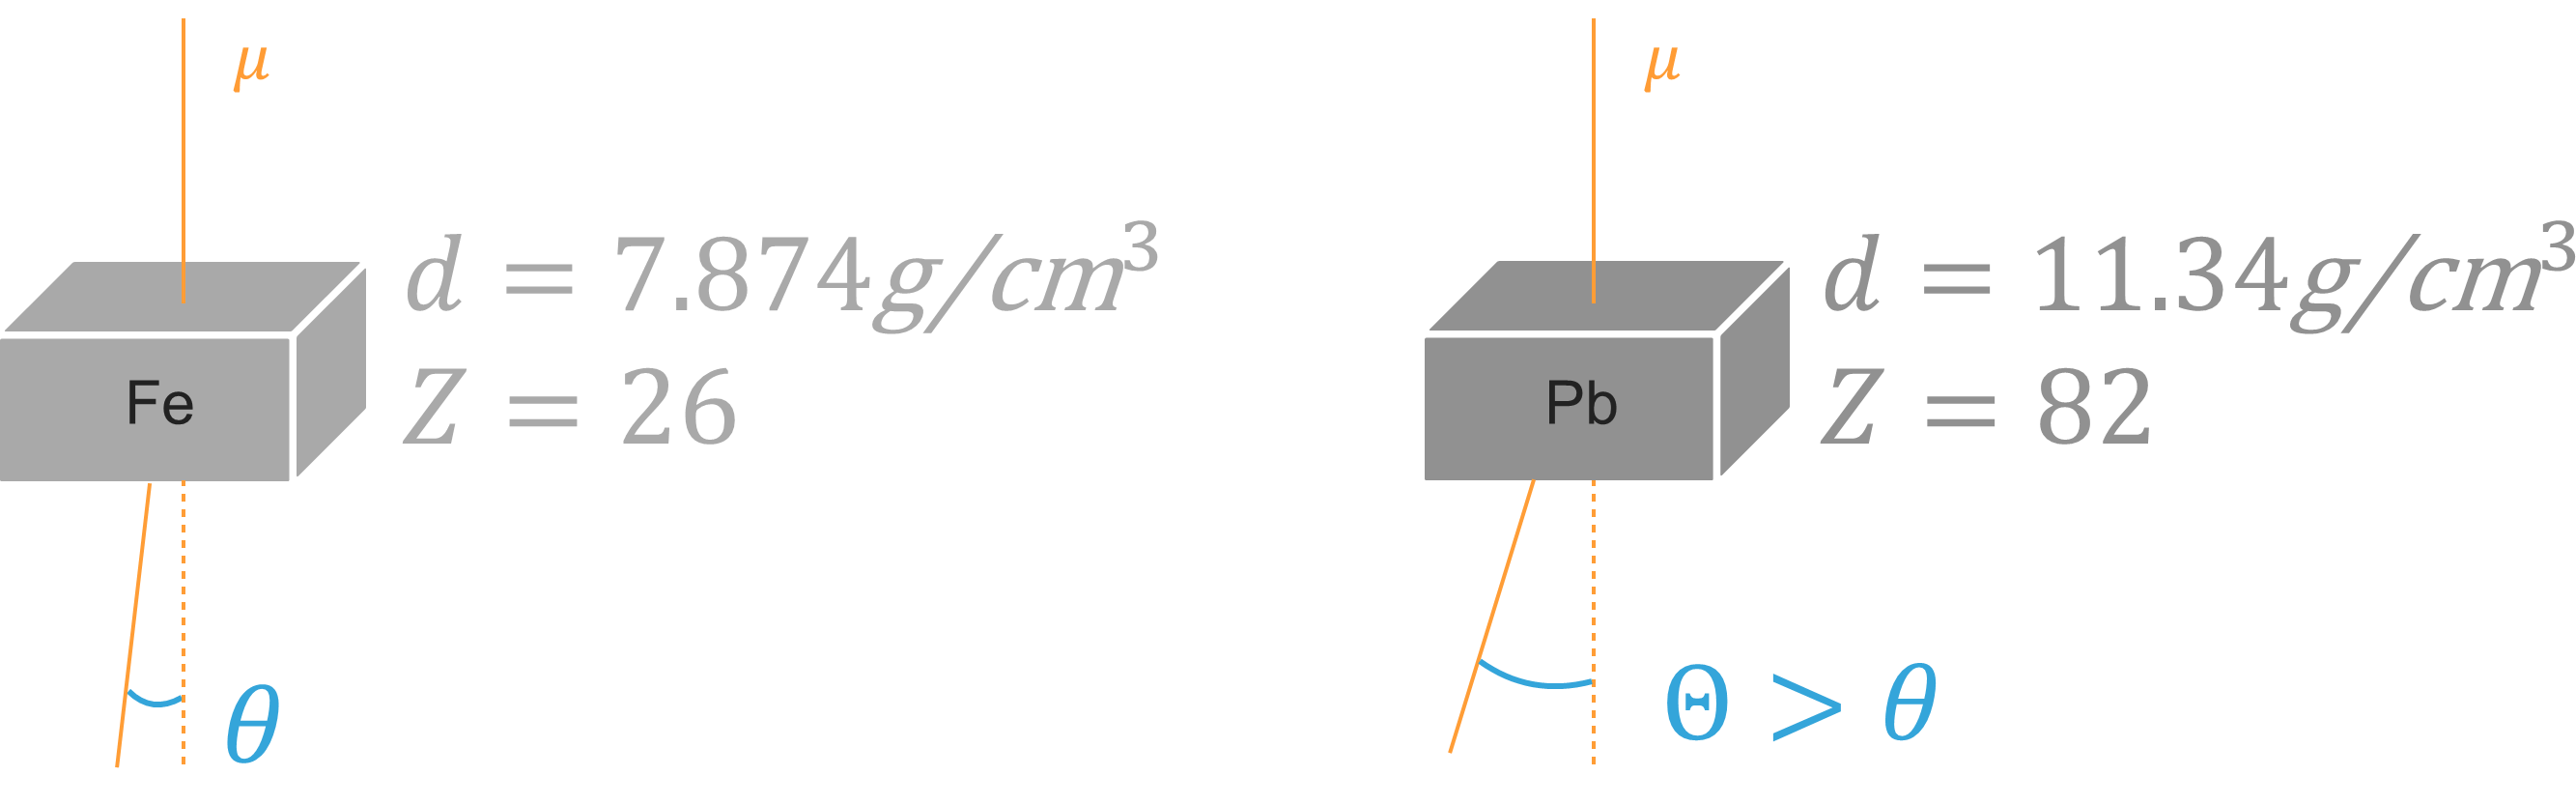 μ
d = 7.874g/cm³
Z = 26
Fe
θ
μ
d = 11.34g/cm³
Z = 82
Pb
Θ > θ